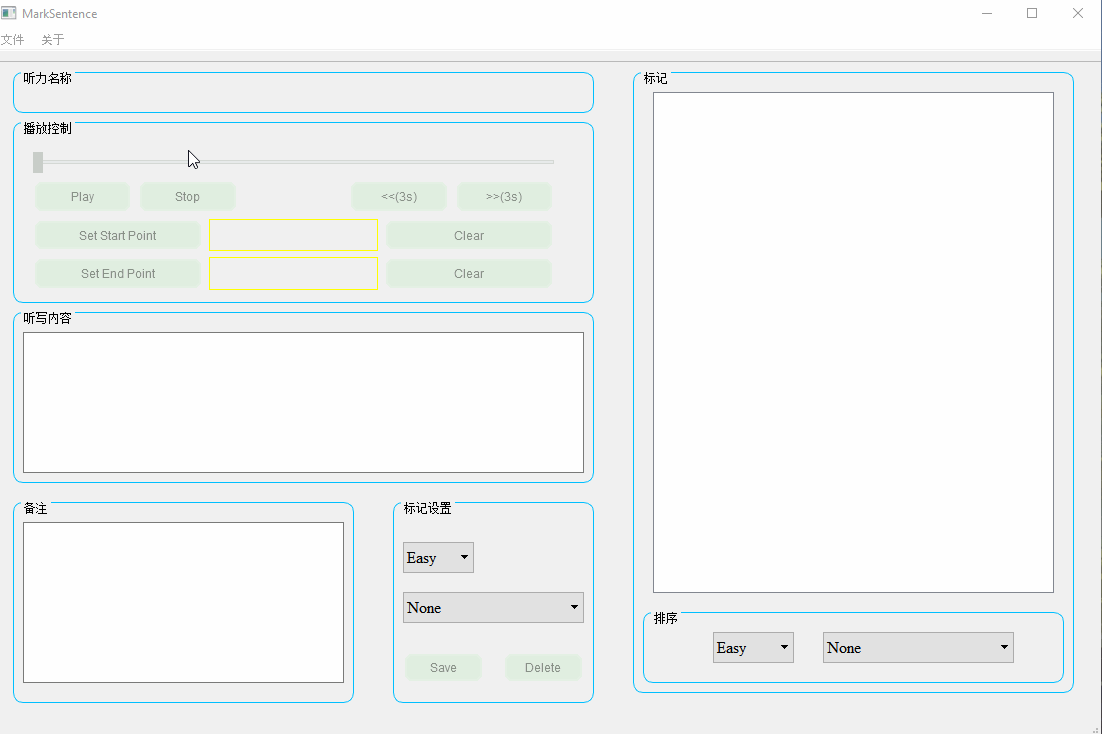 MarkSentence
文件 关于
听力名称
播放控制
Play Stop <<(3s) >>(3s)
Set Start Point Clear
Set End Point Clear
听写内容
备注
标记设置
Easy
None
Save Delete
标记
排序
Easy None